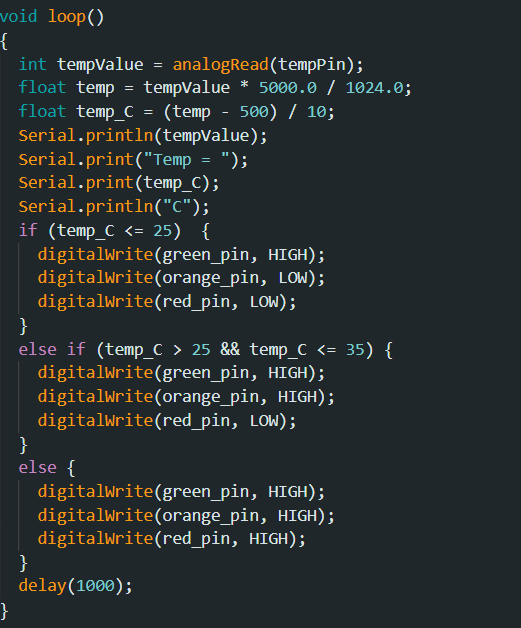 void loop()
{
  int tempValue = analogRead(tempPin);
  float temp = tempValue * 5000.0 / 1024.0;
  float temp_C = (temp - 500) / 10;
  Serial.println(tempValue);
  Serial.print("Temp = ");
  Serial.print(temp_C);
  Serial.println("C");
  if (temp_C <= 25)  {
    digitalWrite(green_pin, HIGH);
    digitalWrite(orange_pin, LOW);
    digitalWrite(red_pin, LOW);
  }
  else if (temp_C > 25 && temp_C <= 35) {
    digitalWrite(green_pin, HIGH);
    digitalWrite(orange_pin, HIGH);
    digitalWrite(red_pin, LOW);
  }
  else {
    digitalWrite(green_pin, HIGH);
    digitalWrite(orange_pin, HIGH);
    digitalWrite(red_pin, HIGH);
  }
  delay(1000);
}